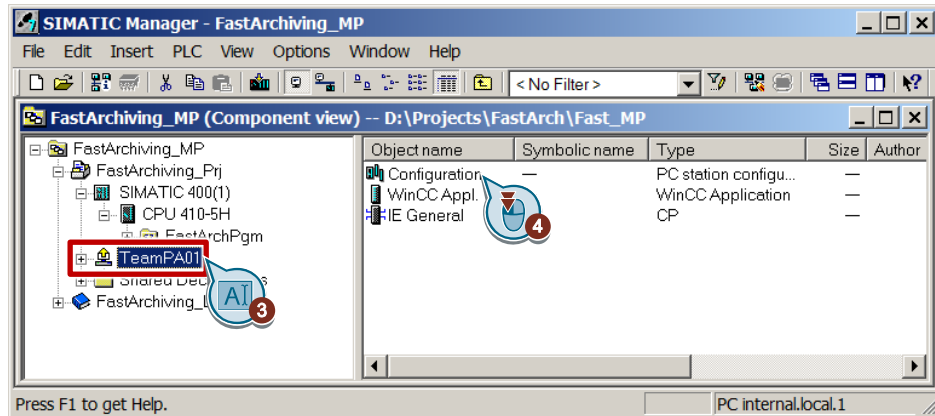 SIMATIC Manager - FastArchiving_MP
File Edit Insert PLC View Options Window Help
< No Filter >
FastArchiving_MP (Component view) -- D:\Projects\FastArch\Fast_MP
FastArchiving_MP
FastArchiving_Prj
SIMATIC 400(1)
CPU 410-5H
FastArchPgm
TeamPA01
Shared
FastArchiving_
AI
3
Object name Symbolic name Type Size Author
Configuration — PC station configu... —
WinCC Appl. WinCC Application —
IE General CP —
4
Press F1 to get Help. PC internal.local.1